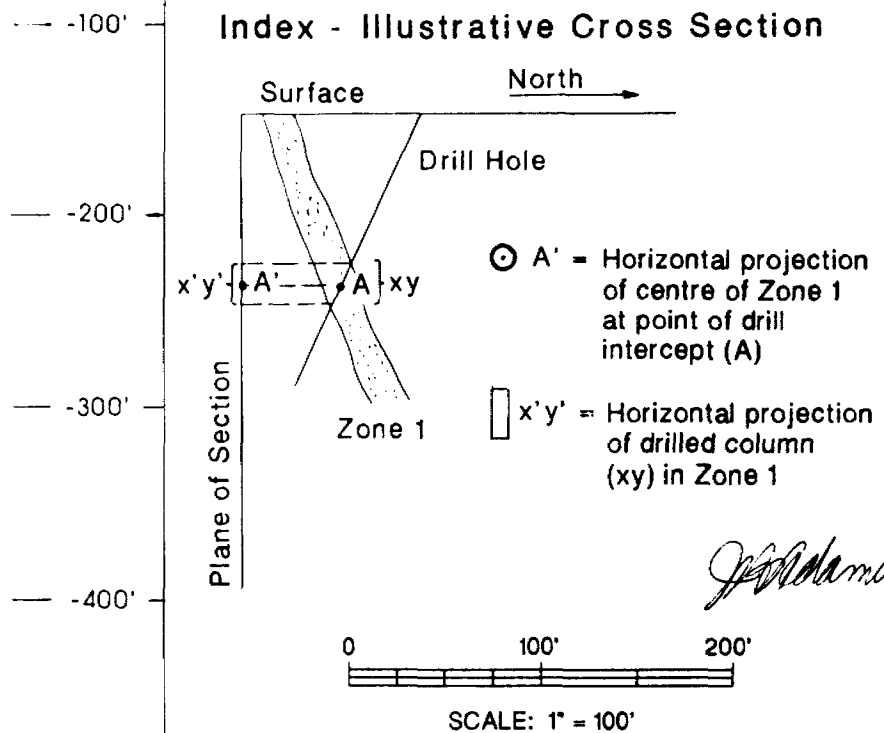 -100'
Index - Illustrative Cross Section
North
Surface
Drill Hole
-200'
x'y' A' A xy
A' = Horizontal projection
of centre of Zone 1
at point of drill
intercept (A)
-300'
Zone 1
x'y' = Horizontal projection
of drilled column
(xy) in Zone 1
Plane of Section
-400'
0 100' 200'
SCALE: 1" = 100'